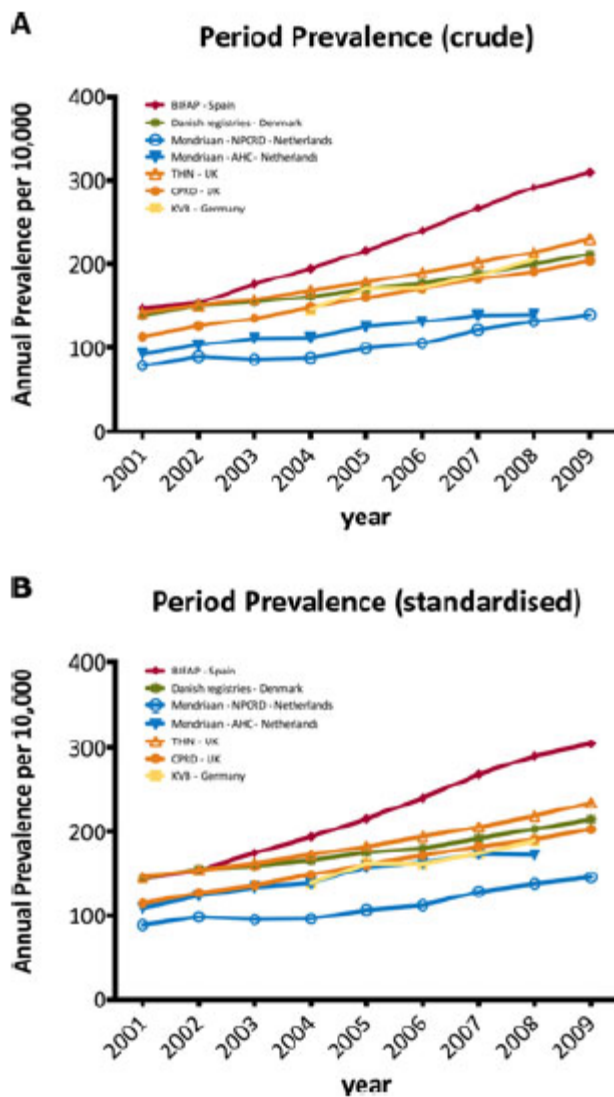 A
Period Prevalence (crude)
Annual Prevalence per 10,000
400
300
200
100
0
BIFAP - Spain
Danish registries - Denmark
Mondriaan - NPCRD - Netherlands
Mondriaan - AHC - Netherlands
THIN - UK
CPRD - UK
KVB - Germany
2001 2002 2003 2004 2005 2006 2007 2008 2009
year
B
Period Prevalence (standardised)
Annual Prevalence per 10,000
400
300
200
100
0
BIFAP - Spain
Danish registries - Denmark
Mondriaan - NPCRD - Netherlands
Mondriaan - AHC - Netherlands
THIN - UK
CPRD - UK
KVB - Germany
2001 2002 2003 2004 2005 2006 2007 2008 2009
year